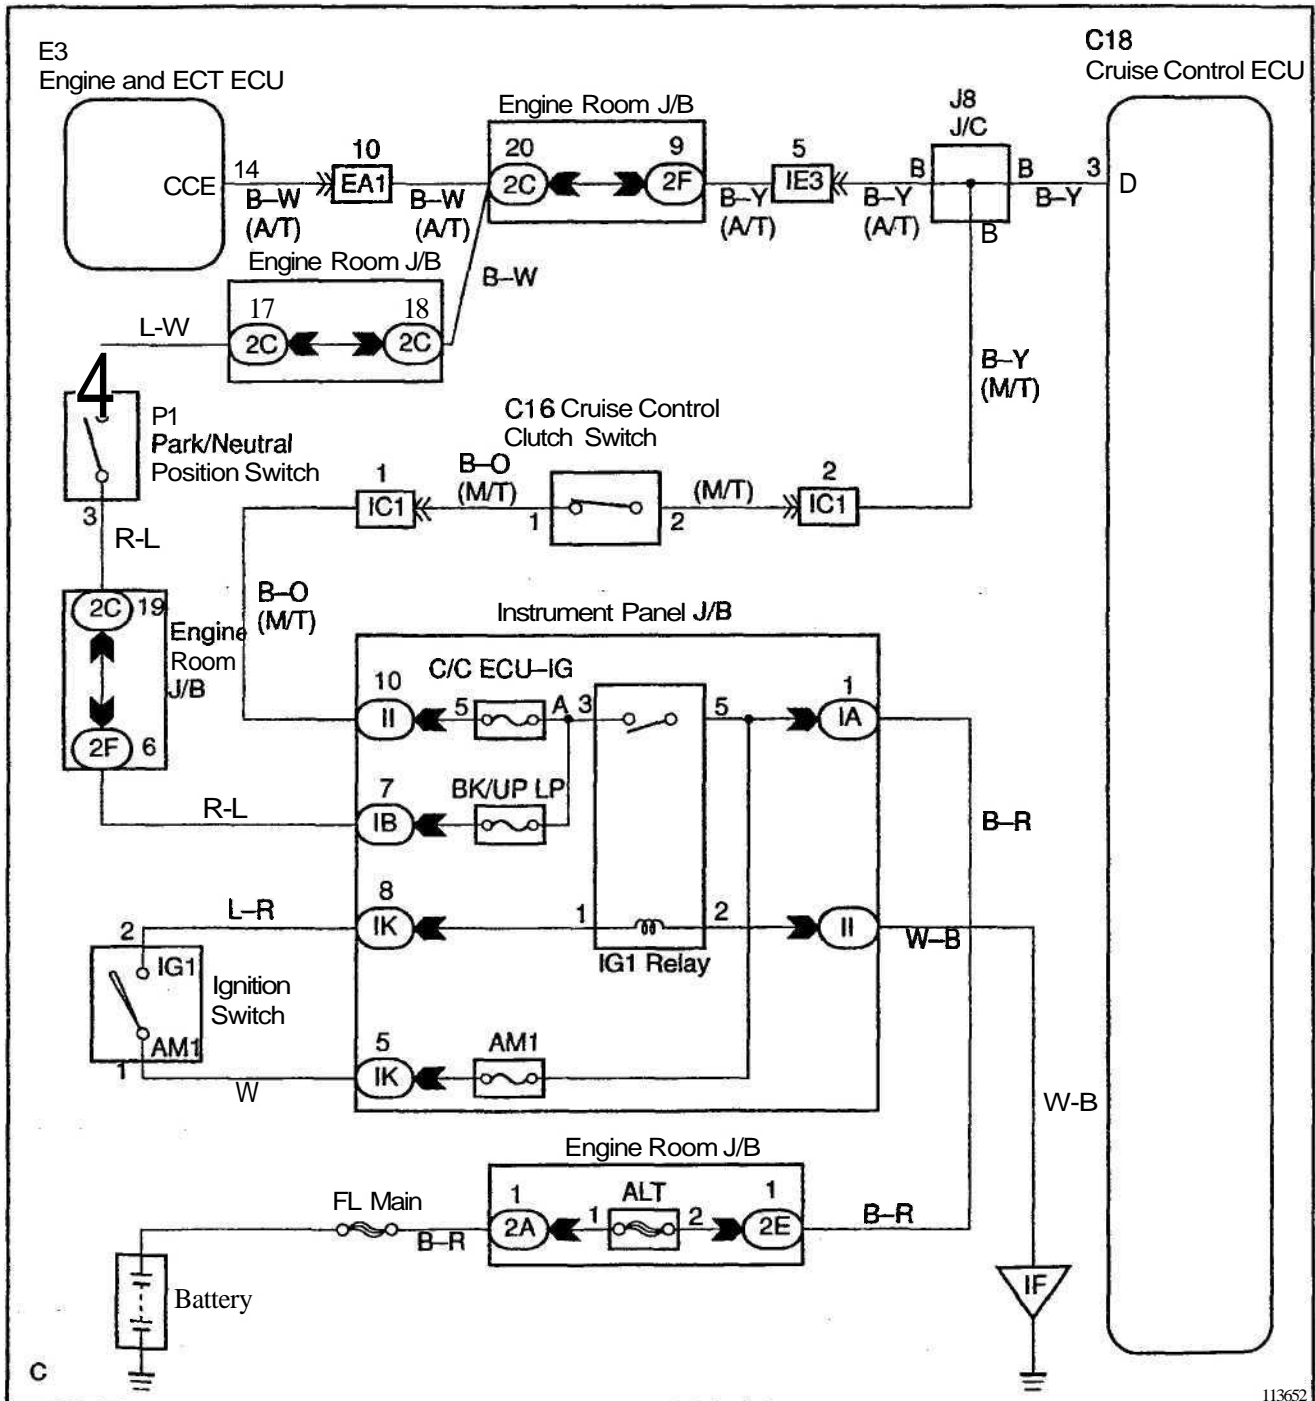 E3
Engine and ECT ECU
C18
Cruise Control ECU
Engine Room J/B
J8
J/C
CCE
14
10
EA1
20
2C
9
2F
5
IE3
B
B
3
D
B–W
(A/T)
B–W
(A/T)
B–Y
(A/T)
B–Y
(A/T)
B–Y
B
Engine Room J/B
B–W
L-W
17
2C
18
2C
B–Y
(M/T)
4
P1
Park/Neutral
Position Switch
3
R-L
C16 Cruise Control
Clutch Switch
1
IC1
B–O
(M/T)
1
2
(M/T)
2
IC1
2C
19
Engine
Room
J/B
2F
6
B–O
(M/T)
Instrument Panel J/B
10
II
5
C/C ECU–IG
A
3
5
1
IA
7
IB
BK/UP LP
R-L
B–R
8
IK
L–R
1
2
II
W–B
IG1 Relay
2
IG1
Ignition
Switch
AM1
1
W
5
IK
AM1
W-B
Engine Room J/B
FL Main
B–R
1
2A
1
ALT
2
1
2E
B–R
Battery
IF
C
113652